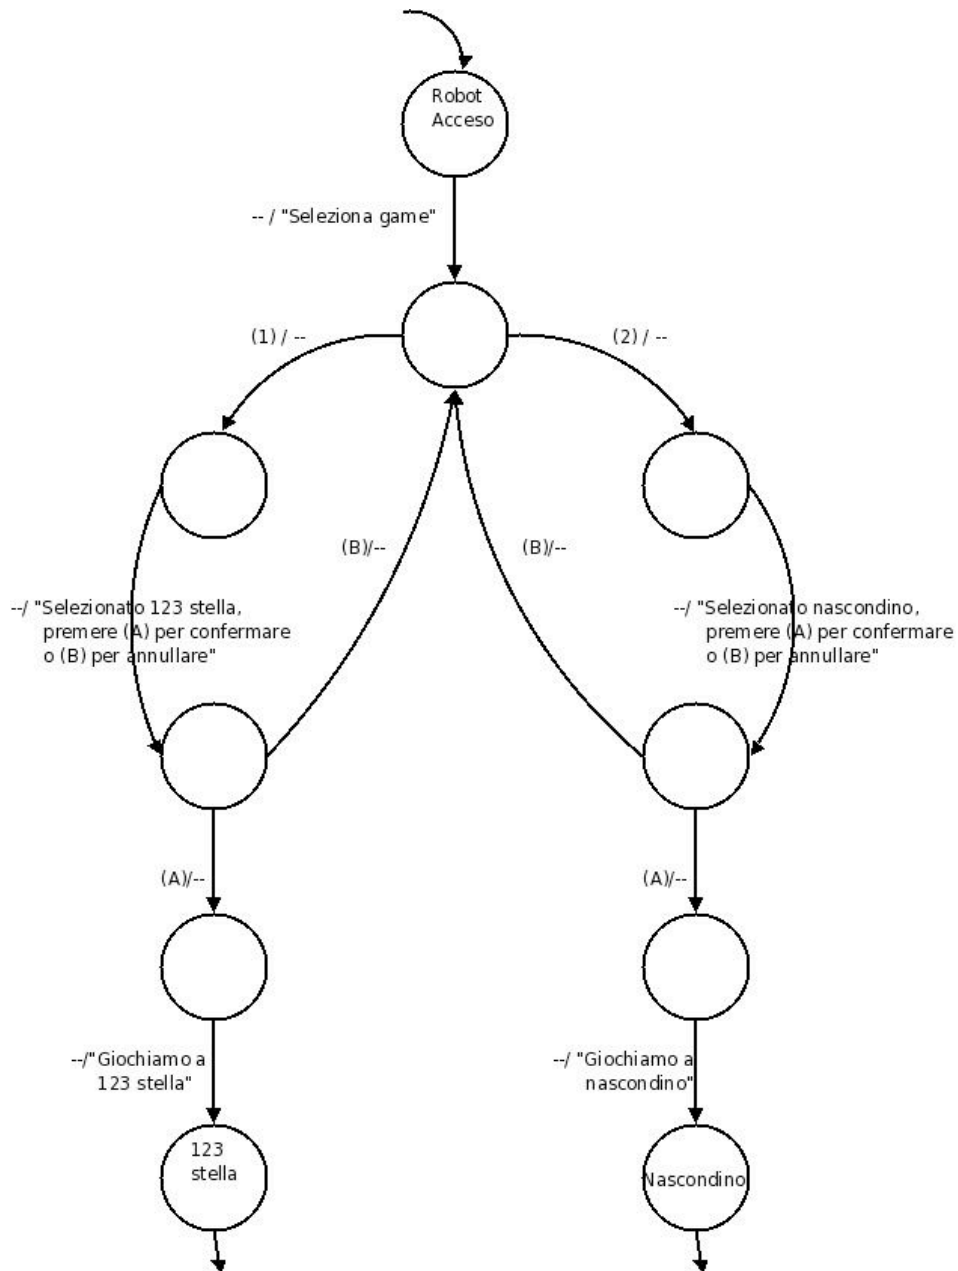 Robot
Acceso
-- / "Seleziona game"
(1) / --
(2) / --
(B)/--
(B)/--
--/ "Selezionato 123 stella,
premere (A) per confermare
o (B) per annullare"
--/ "Selezionato nascondino,
premere (A) per confermare
o (B) per annullare"
(A)/--
(A)/--
--/"Giochiamo a
123 stella"
--/ "Giochiamo a
nascondino"
123
stella
Nascondino